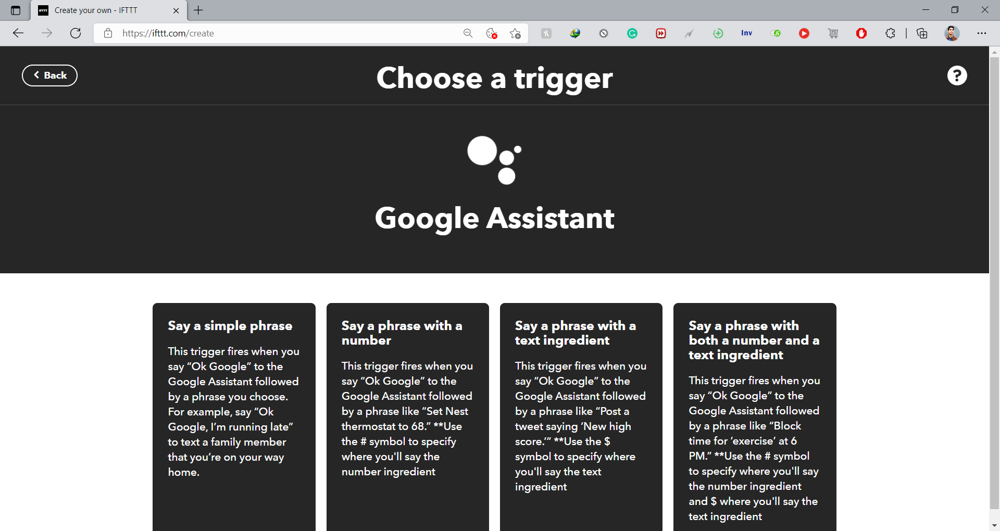 Create your own - IFTTT
https://ifttt.com/create
Inv
Back
Choose a trigger
?
Google Assistant
Say a simple phrase
This trigger fires when you
say “Ok Google” to the
Google Assistant followed
by a phrase you choose.
For example, say “Ok
Google, I’m running late”
to text a family member
that you’re on your way
home.
Say a phrase with a
number
This trigger fires when you
say “Ok Google” to the
Google Assistant followed
by a phrase like “Set Nest
thermostat to 68.” **Use
the # symbol to specify
where you'll say the
number ingredient
Say a phrase with a
text ingredient
This trigger fires when you
say “Ok Google” to the
Google Assistant followed
by a phrase like “Post a
tweet saying ‘New high
score.’” **Use the $
symbol to specify where
you'll say the text
ingredient
Say a phrase with
both a number and a
text ingredient
This trigger fires when you
say “Ok Google” to the
Google Assistant followed
by a phrase like “Block
time for ‘exercise’ at 6
PM.” **Use the # symbol
to specify where you'll say
the number ingredient
and $ where you'll say the
text ingredient